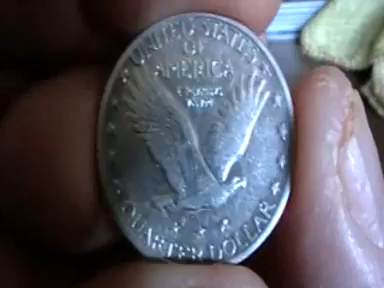 UNITED STATES
OF
AMERICA
E PLURIBUS
UNUM
QUARTER DOLLAR